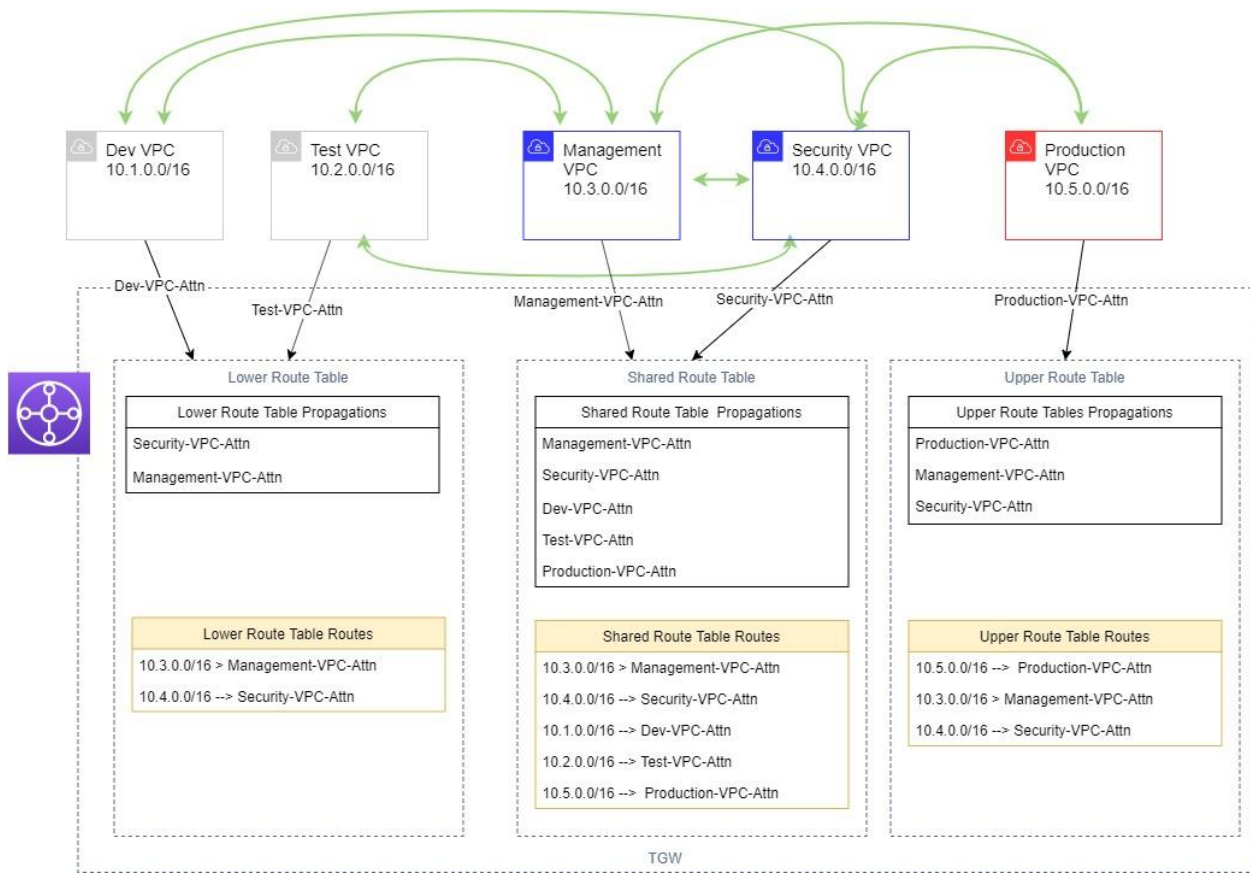 Dev VPC
10.1.0.0/16
Test VPC
10.2.0.0/16
Management
VPC
10.3.0.0/16
Security VPC
10.4.0.0/16
Production
VPC
10.5.0.0/16
Dev-VPC-Attn
Test-VPC-Attn
Management-VPC-Attn
Security-VPC-Attn
Production-VPC-Attn
Lower Route Table
Lower Route Table Propagations
Security-VPC-Attn
Management-VPC-Attn
Lower Route Table Routes
10.3.0.0/16 > Management-VPC-Attn
10.4.0.0/16 --> Security-VPC-Attn
Shared Route Table
Shared Route Table Propagations
Management-VPC-Attn
Security-VPC-Attn
Dev-VPC-Attn
Test-VPC-Attn
Production-VPC-Attn
Shared Route Table Routes
10.3.0.0/16 > Management-VPC-Attn
10.4.0.0/16 --> Security-VPC-Attn
10.1.0.0/16 --> Dev-VPC-Attn
10.2.0.0/16 --> Test-VPC-Attn
10.5.0.0/16 --> Production-VPC-Attn
Upper Route Table
Upper Route Tables Propagations
Production-VPC-Attn
Management-VPC-Attn
Security-VPC-Attn
Upper Route Table Routes
10.5.0.0/16 --> Production-VPC-Attn
10.3.0.0/16 > Management-VPC-Attn
10.4.0.0/16 --> Security-VPC-Attn
TGW